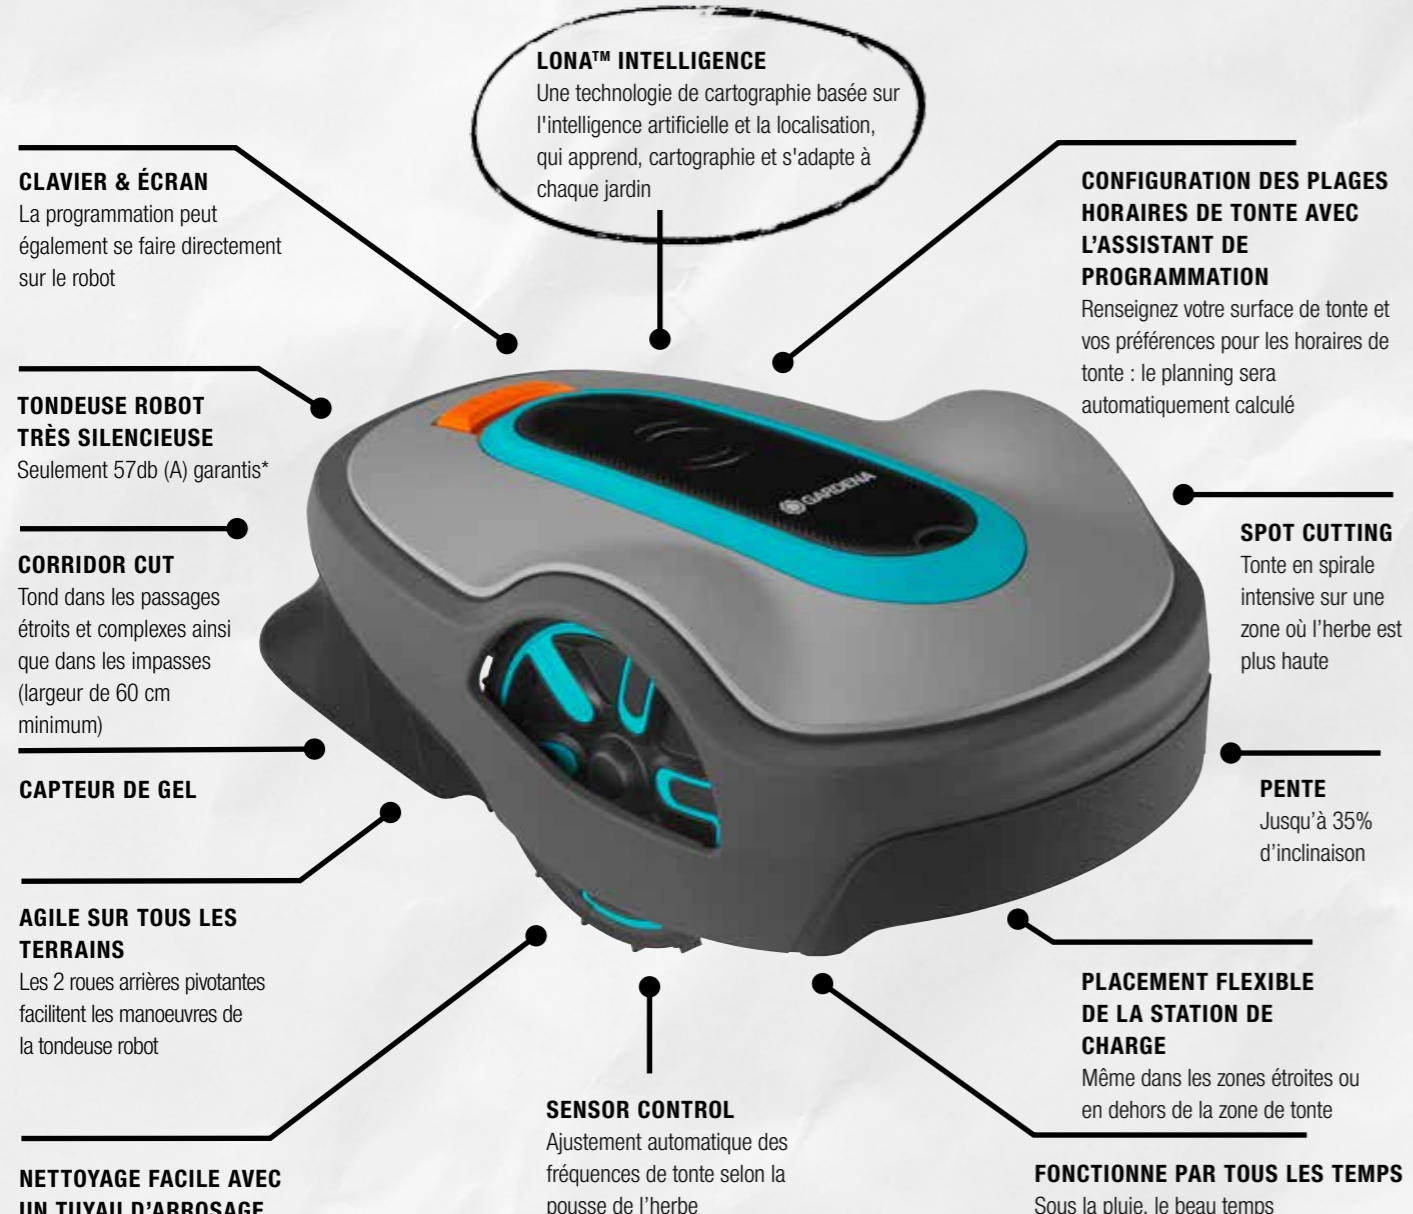 LONA™ INTELLIGENCE
Une technologie de cartographie basée sur
l'intelligence artificielle et la localisation,
qui apprend, cartographie et s'adapte à
chaque jardin
CLAVIER & ÉCRAN
La programmation peut
également se faire directement
sur le robot
CONFIGURATION DES PLAGES
HORAIRES DE TONTE AVEC
L’ASSISTANT DE
PROGRAMMATION
Renseignez votre surface de tonte et
vos préférences pour les horaires de
tonte : le planning sera
automatiquement calculé
TONDEUSE ROBOT
TRÈS SILENCIEUSE
Seulement 57db (A) garantis*
GARDENA
CORRIDOR CUT
Tond dans les passages
étroits et complexes ainsi
que dans les impasses
(largeur de 60 cm
minimum)
SPOT CUTTING
Tonte en spirale
intensive sur une
zone où l’herbe est
plus haute
CAPTEUR DE GEL
PENTE
Jusqu’à 35%
d’inclinaison
AGILE SUR TOUS LES
TERRAINS
Les 2 roues arrières pivotantes
facilitent les manoeuvres de
la tondeuse robot
PLACEMENT FLEXIBLE
DE LA STATION DE
CHARGE
Même dans les zones étroites ou
en dehors de la zone de tonte
NETTOYAGE FACILE AVEC
UN TUYAU D’ARROSAGE
SENSOR CONTROL
Ajustement automatique des
fréquences de tonte selon la
pousse de l’herbe
FONCTIONNE PAR TOUS LES TEMPS
Sous la pluie, le beau temps